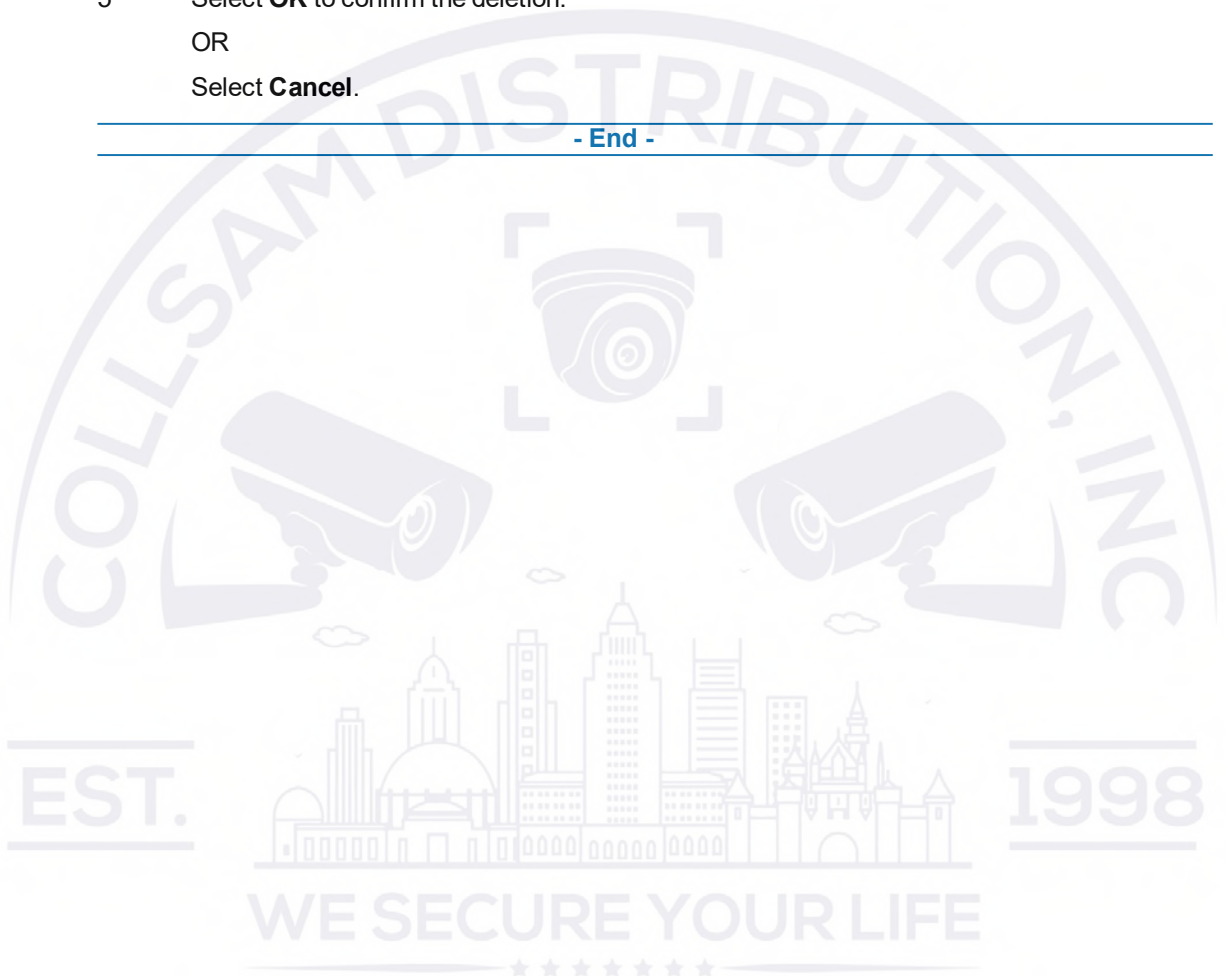 Select OK to confirm the deletion.
OR
Select Cancel.
- End -
COLLSAM DISTRIBUTION, INC
EST.
1998
WE SECURE YOUR LIFE